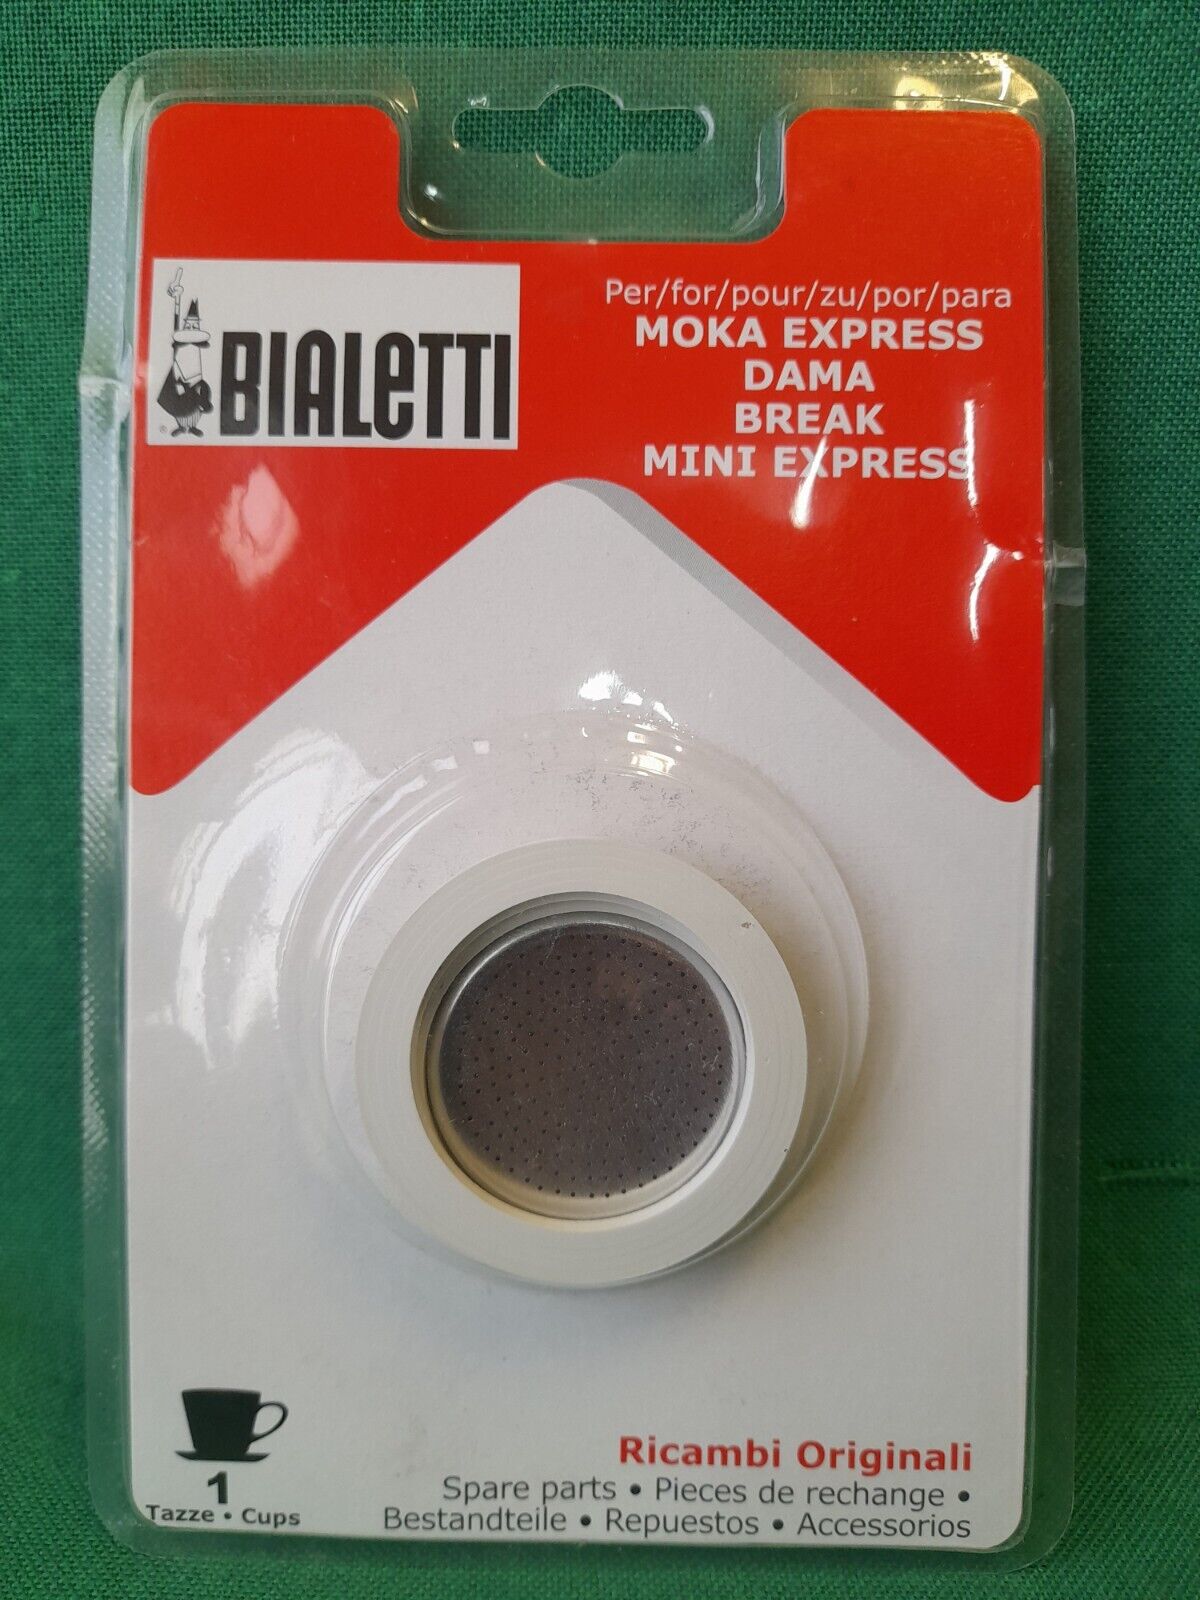 BIALETTI
®
Per/for/pour/zu/por/para
MOKA EXPRESS
DAMA
BREAK
MINI EXPRESS
1
Tazze • Cups
Ricambi Originali
Spare parts • Pieces de rechange •
Bestandteile • Repuestos • Accessorios